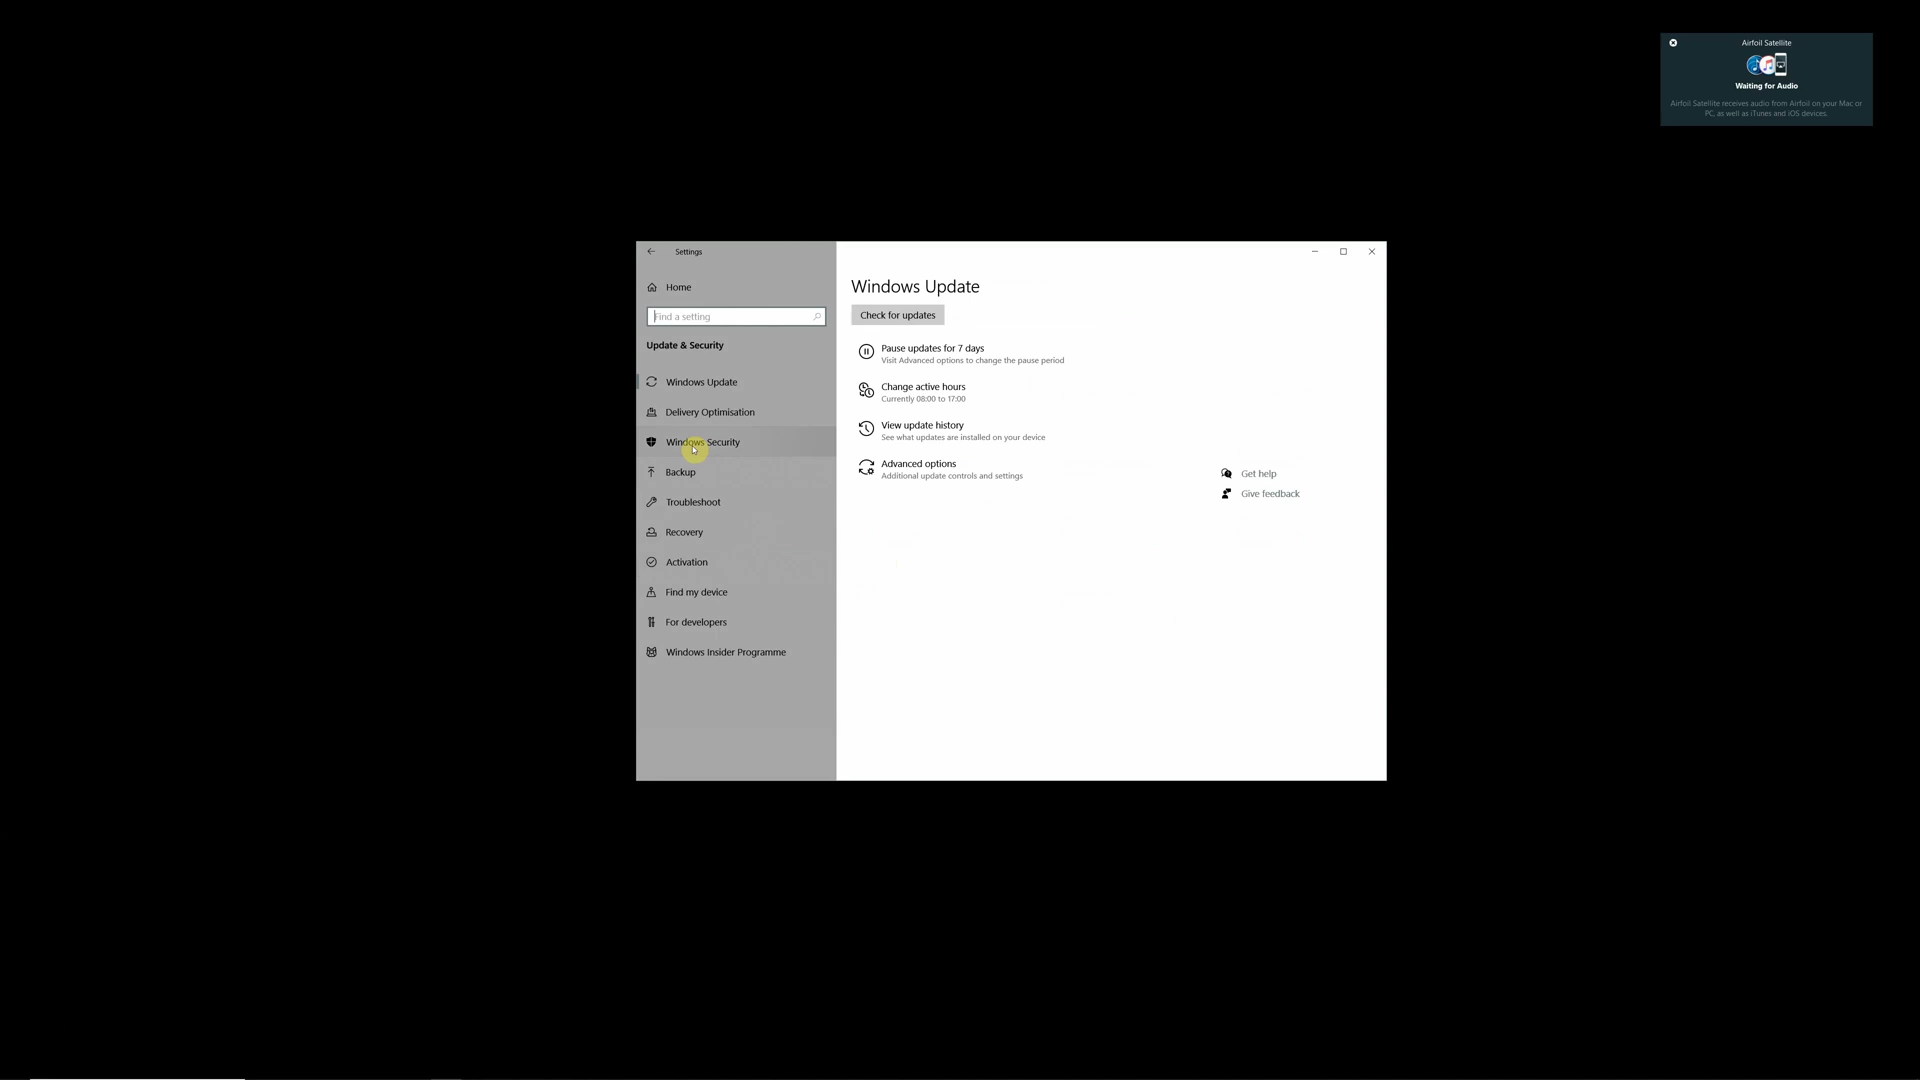 Airfoil Satellite
Waiting for Audio
Airfoil Satellite receives audio from Airfoil on your Mac or
PC, as well as iTunes and iOS devices.
Settings
Home
Find a setting
Update & Security
Windows Update
Delivery Optimisation
Windows Security
Backup
Troubleshoot
Recovery
Activation
Find my device
For developers
Windows Insider Programme
Windows Update
Check for updates
Pause updates for 7 days
Visit Advanced options to change the pause period
Change active hours
Currently 08:00 to 17:00
View update history
See what updates are installed on your device
Advanced options
Additional update controls and settings
Get help
Give feedback